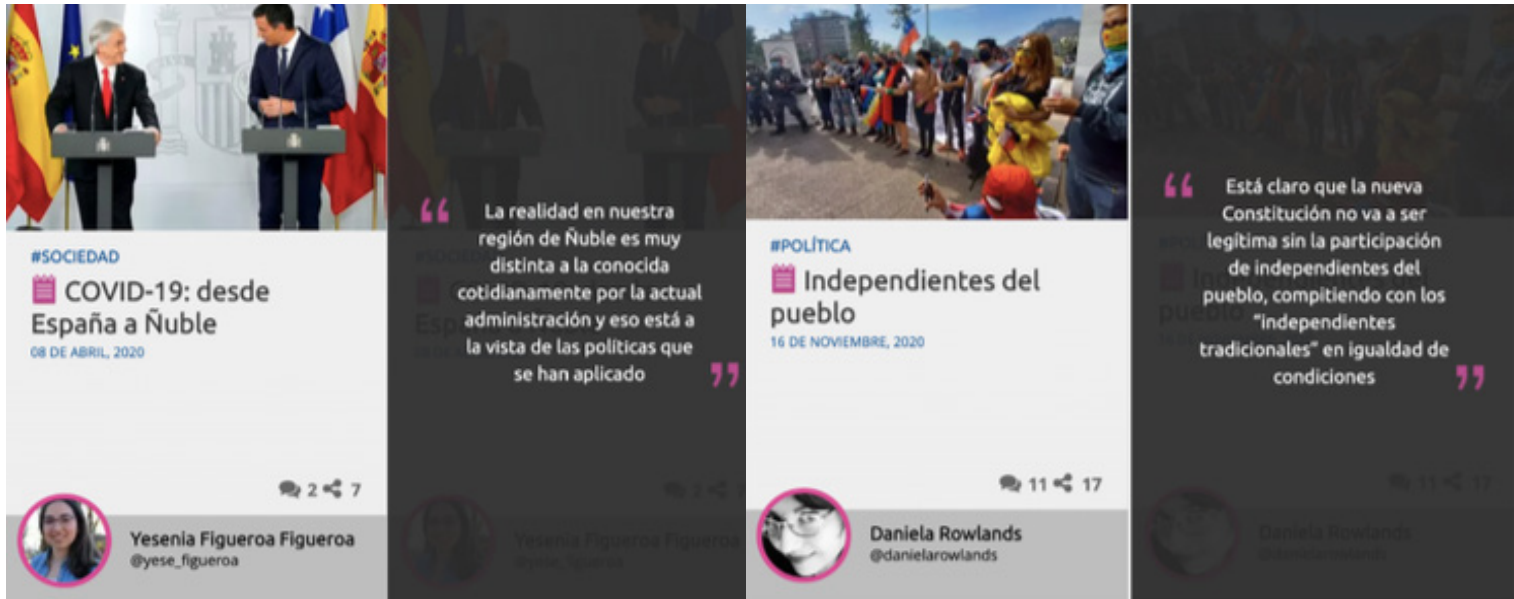 #SOCIEDAD
COVID-19: desde
España a Ñuble
08 DE ABRIL, 2020
2 7
Yesenia Figueroa Figueroa
@yese_figueroa
“ La realidad en nuestra
región de Ñuble es muy
distinta a la conocida
cotidianamente por la actual
administración y eso está a
la vista de las políticas que
se han aplicado ”
#POLÍTICA
Independientes del
pueblo
16 DE NOVIEMBRE, 2020
11 17
Daniela Rowlands
@danielarowlands
“ Está claro que la nueva
Constitución no va a ser
legítima sin la participación
de independientes del
pueblo, compitiendo con los
“independientes
tradicionales” en igualdad de
condiciones ”